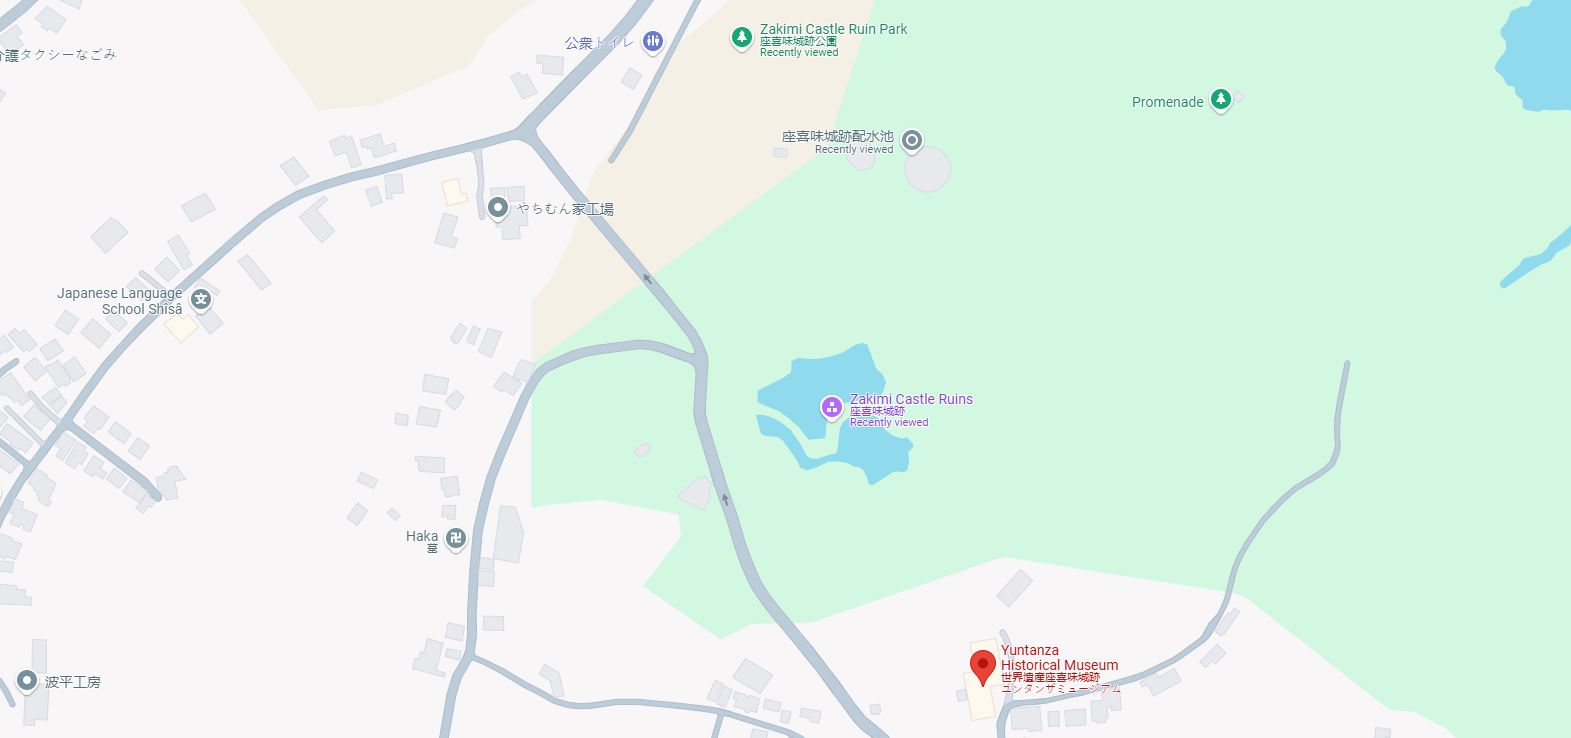 Zakimi Castle Ruin Park
座喜味城跡公園
Recently viewed
公衆トイレ
介護タクシーなごみ
Promenade
座喜味城跡配水池
Recently viewed
やちむん家工場
Japanese Language
School Shisâ
Zakimi Castle Ruins
座喜味城跡
Recently viewed
Haka
墓
Yuntanza
Historical Museum
世界遺産座喜味城跡
ユンタンザミュージアム
波平工房